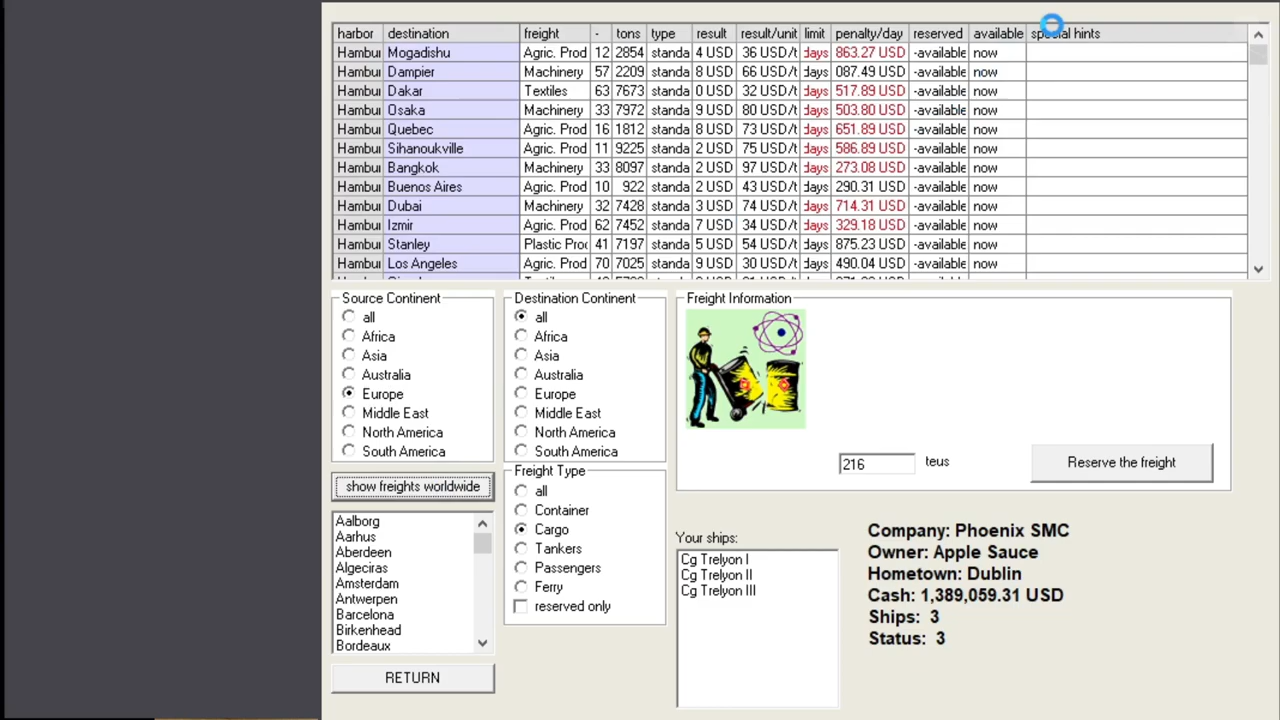 harbor destination freight - tons type result result/unit limit penalty/day reserved available special hints
Hambu Mogadishu Agric. Prod 12 2854 standa 4 USD 36 USD/t days 863.27 USD -available now
Hambu Dampier Machinery 57 2209 standa 8 USD 66 USD/t days 087.49 USD -available now
Hambu Dakar Textiles 63 7673 standa 0 USD 32 USD/t days 517.89 USD -available now
Hambu Osaka Machinery 33 7972 standa 9 USD 80 USD/t days 503.80 USD -available now
Hambu Quebec Agric. Prod 16 1812 standa 8 USD 73 USD/t days 651.89 USD -available now
Hambu Sihanoukville Agric. Prod 11 9225 standa 2 USD 75 USD/t days 586.89 USD -available now
Hambu Bangkok Machinery 33 8097 standa 2 USD 97 USD/t days 273.08 USD -available now
Hambu Buenos Aires Agric. Prod 10 922 standa 2 USD 43 USD/t days 290.31 USD -available now
Hambu Dubai Machinery 32 7428 standa 3 USD 74 USD/t days 714.31 USD -available now
Hambu Izmir Agric. Prod 62 7452 standa 7 USD 34 USD/t days 329.18 USD -available now
Hambu Stanley Plastic Proc 41 7197 standa 5 USD 54 USD/t days 875.23 USD -available now
Hambu Los Angeles Agric. Prod 70 7025 standa 9 USD 30 USD/t days 490.04 USD -available now
Source Continent
all
Africa
Asia
Australia
Europe
Middle East
North America
South America
show freights worldwide
Aalborg
Aarhus
Aberdeen
Algeciras
Amsterdam
Antwerpen
Barcelona
Birkenhead
Bordeaux
RETURN
Destination Continent
all
Africa
Asia
Australia
Europe
Middle East
North America
South America
Freight Type
all
Container
Cargo
Tankers
Passengers
Ferry
reserved only
Freight Information
216 teus
Reserve the freight
Your ships:
Cg Trelyon I
Cg Trelyon II
Cg Trelyon III
Company: Phoenix SMC
Owner: Apple Sauce
Hometown: Dublin
Cash: 1,389,059.31 USD
Ships: 3
Status: 3